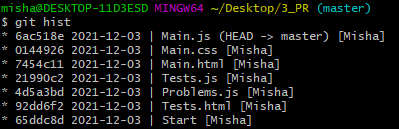 misha@DESKTOP-11D3ESD MINGW64 ~/Desktop/3_PR (master)
$ git hist
* 6ac518e 2021-12-03 | Main.js (HEAD -> master) [Misha]
* 0144926 2021-12-03 | Main.css [Misha]
* 7454c11 2021-12-03 | Main.html [Misha]
* 21990c2 2021-12-03 | Tests.js [Misha]
* 4d5a3bd 2021-12-03 | Problems.js [Misha]
* 92dd6f2 2021-12-03 | Tests.html [Misha]
* 65ddc8d 2021-12-03 | Start [Misha]